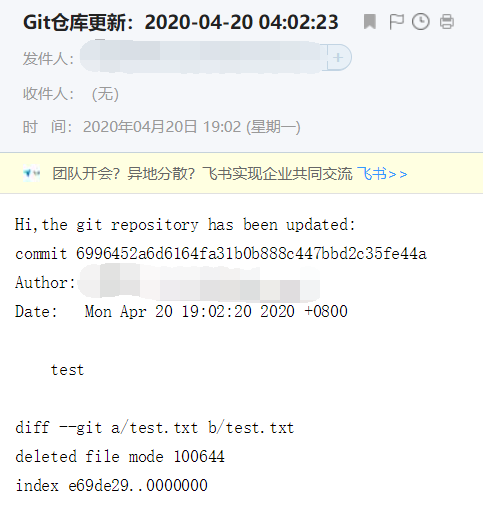 Git仓库更新：2020-04-20 04:02:23
发件人：
收件人： (无)
时 间：2020年04月20日 19:02 (星期一)
团队开会？异地分散？飞书实现企业共同交流 飞书>>
Hi,the git repository has been updated:
commit 6996452a6d6164fa31b0b888c447bbd2c35fe44a
Author:
Date: Mon Apr 20 19:02:20 2020 +0800
test
diff --git a/test.txt b/test.txt
deleted file mode 100644
index e69de29..0000000